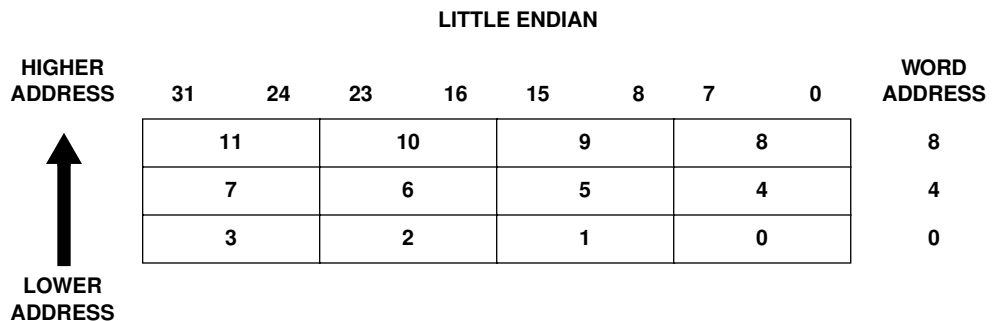 LITTLE ENDIAN
HIGHER ADDRESS 31 24 23 16 15 8 7 0 WORD ADDRESS
11 10 9 8 8
7 6 5 4 4
3 2 1 0 0
LOWER
ADDRESS